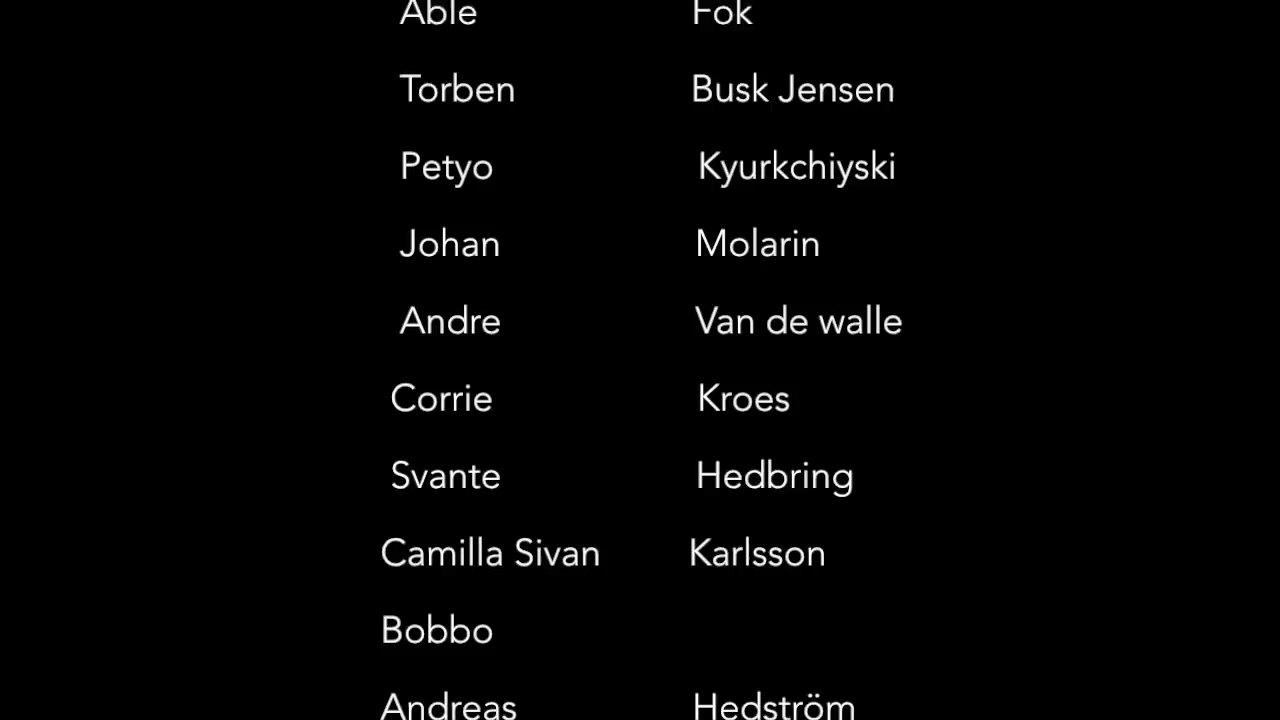 Able Fok
Torben Busk Jensen
Petyo Kyurkchiyski
Johan Molarin
Andre Van de walle
Corrie Kroes
Svante Hedbring
Camilla Sivan Karlsson
Bobbo
Andreas Hedström